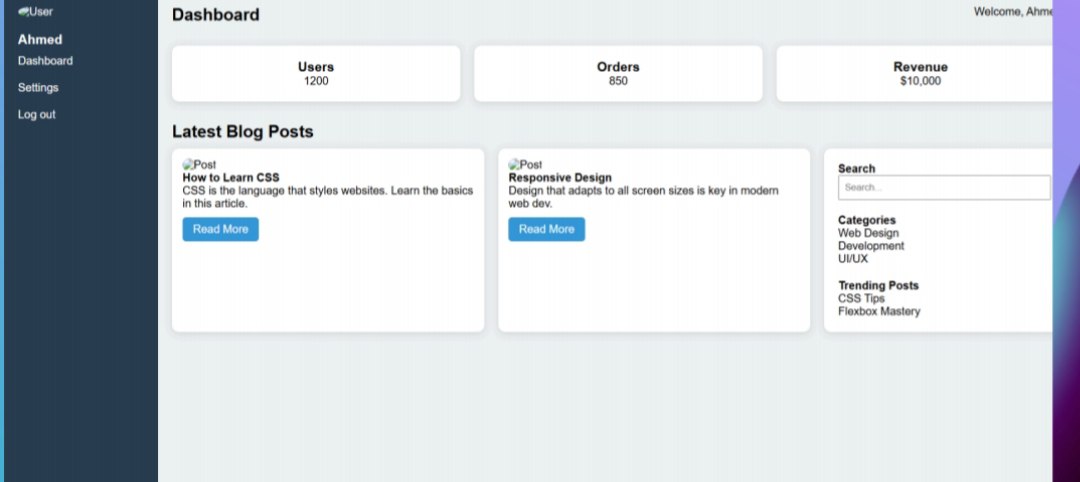 User
Ahmed
Dashboard
Settings
Log out
Dashboard
Welcome, Ahme
Users
1200
Orders
850
Revenue
$10,000
Latest Blog Posts
Post
How to Learn CSS
CSS is the language that styles websites. Learn the basics
in this article.
Read More
Post
Responsive Design
Design that adapts to all screen sizes is key in modern
web dev.
Read More
Search
Search...
Categories
Web Design
Development
UI/UX
Trending Posts
CSS Tips
Flexbox Mastery